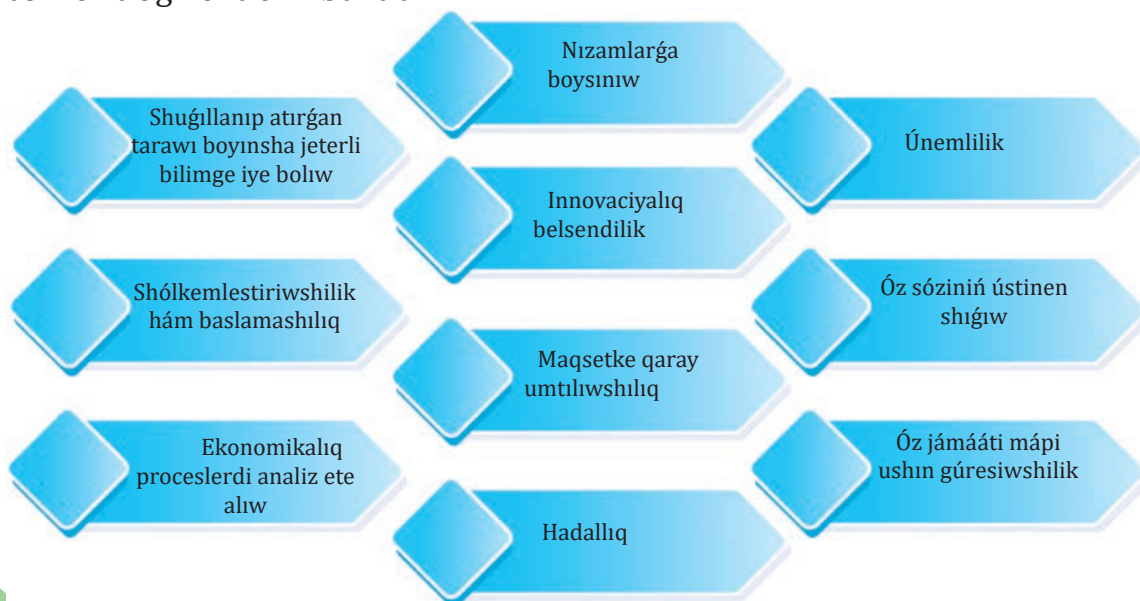 Nızamlarǵa
boysınıw
Shuǵıllanıp atırǵan
tarawı boyınsha jeterli
bilimge iye bolıw
Únemlilik
Innovaciyalıq
belsendilik
Shólkemlestiriwshilik
hám baslamashılıq
Óz sóziniń ústinen
shıǵıw
Maqsetke qaray
umtılıwshılıq
Ekonomikalıq
proceslerdi analiz ete
alıw
Óz jámááti mápi
ushın gúresiwshilik
Hadallıq